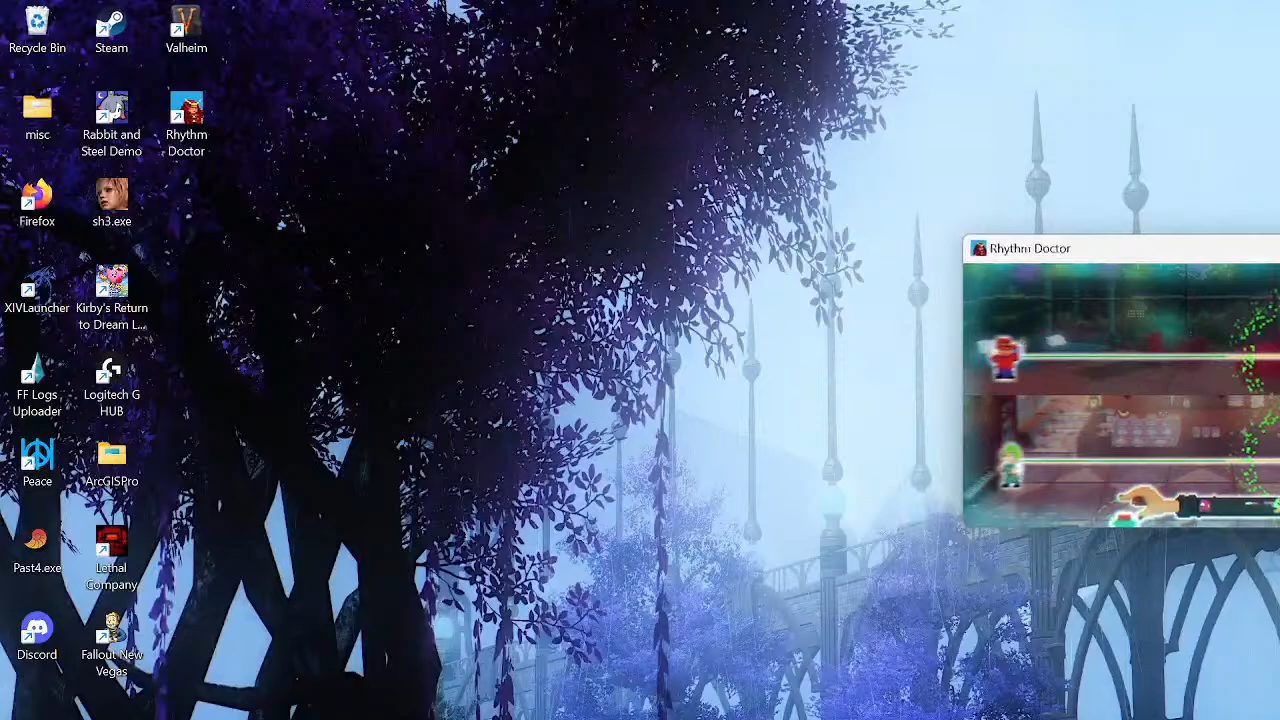 Recycle Bin
Steam
Valheim
misc
Rabbit and
Steel Demo
Rhythm
Doctor
Firefox
sh3.exe
Rhythm Doctor
XIVLauncher
Kirby's Return
to Dream L...
FF Logs
Uploader
Logitech G
HUB
Peace
ArcGISPro
Past4.exe
Lethal
Company
Discord
Fallout New
Vegas